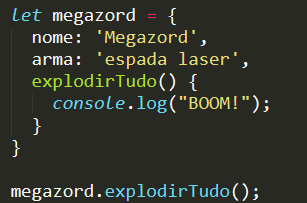 let megazord = {
  nome: 'Megazord',
  arma: 'espada laser',
  explodirTudo() {
    console.log("BOOM!");
  }
}

megazord.explodirTudo();